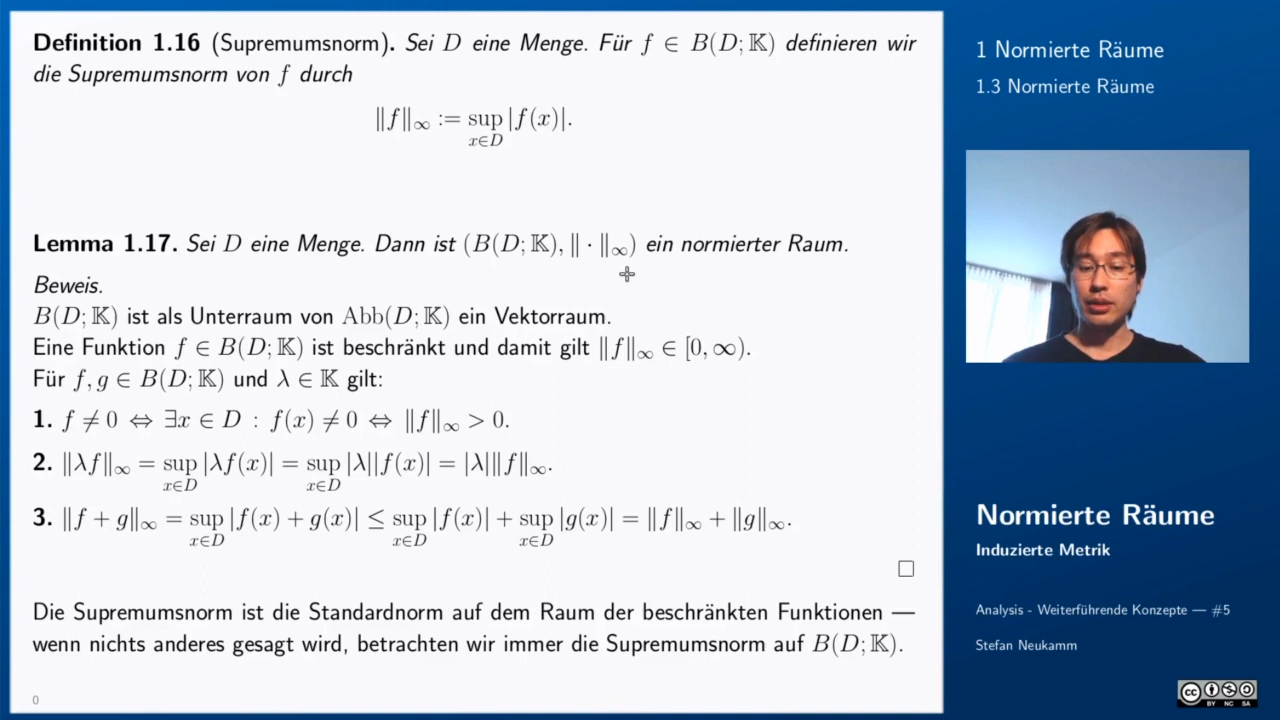 Definition 1.16 (Supremumsnorm). Sei D eine Menge. Für f ∈ B(D; 𝕂) definieren wir
die Supremumsnorm von f durch
‖f‖∞ := sup |f(x)|.
x∈D
Lemma 1.17. Sei D eine Menge. Dann ist (B(D; 𝕂), ‖ · ‖∞) ein normierter Raum.
Beweis.
B(D; 𝕂) ist als Unterraum von Abb(D; 𝕂) ein Vektorraum.
Eine Funktion f ∈ B(D; 𝕂) ist beschränkt und damit gilt ‖f‖∞ ∈ [0, ∞).
Für f, g ∈ B(D; 𝕂) und λ ∈ 𝕂 gilt:
1. f ≠ 0 ⇔ ∃x ∈ D : f(x) ≠ 0 ⇔ ‖f‖∞ > 0.
2. ‖λf‖∞ = sup |λf(x)| = sup |λ||f(x)| = |λ|‖f‖∞.
x∈D x∈D
3. ‖f + g‖∞ = sup |f(x) + g(x)| ≤ sup |f(x)| + sup |g(x)| = ‖f‖∞ + ‖g‖∞.
x∈D x∈D x∈D
□
Die Supremumsnorm ist die Standardnorm auf dem Raum der beschränkten Funktionen —
wenn nichts anderes gesagt wird, betrachten wir immer die Supremumsnorm auf B(D; 𝕂).
0
1 Normierte Räume
1.3 Normierte Räume
Normierte Räume
Induzierte Metrik
Analysis - Weiterführende Konzepte — #5
Stefan Neukamm
cc
BY NC SA